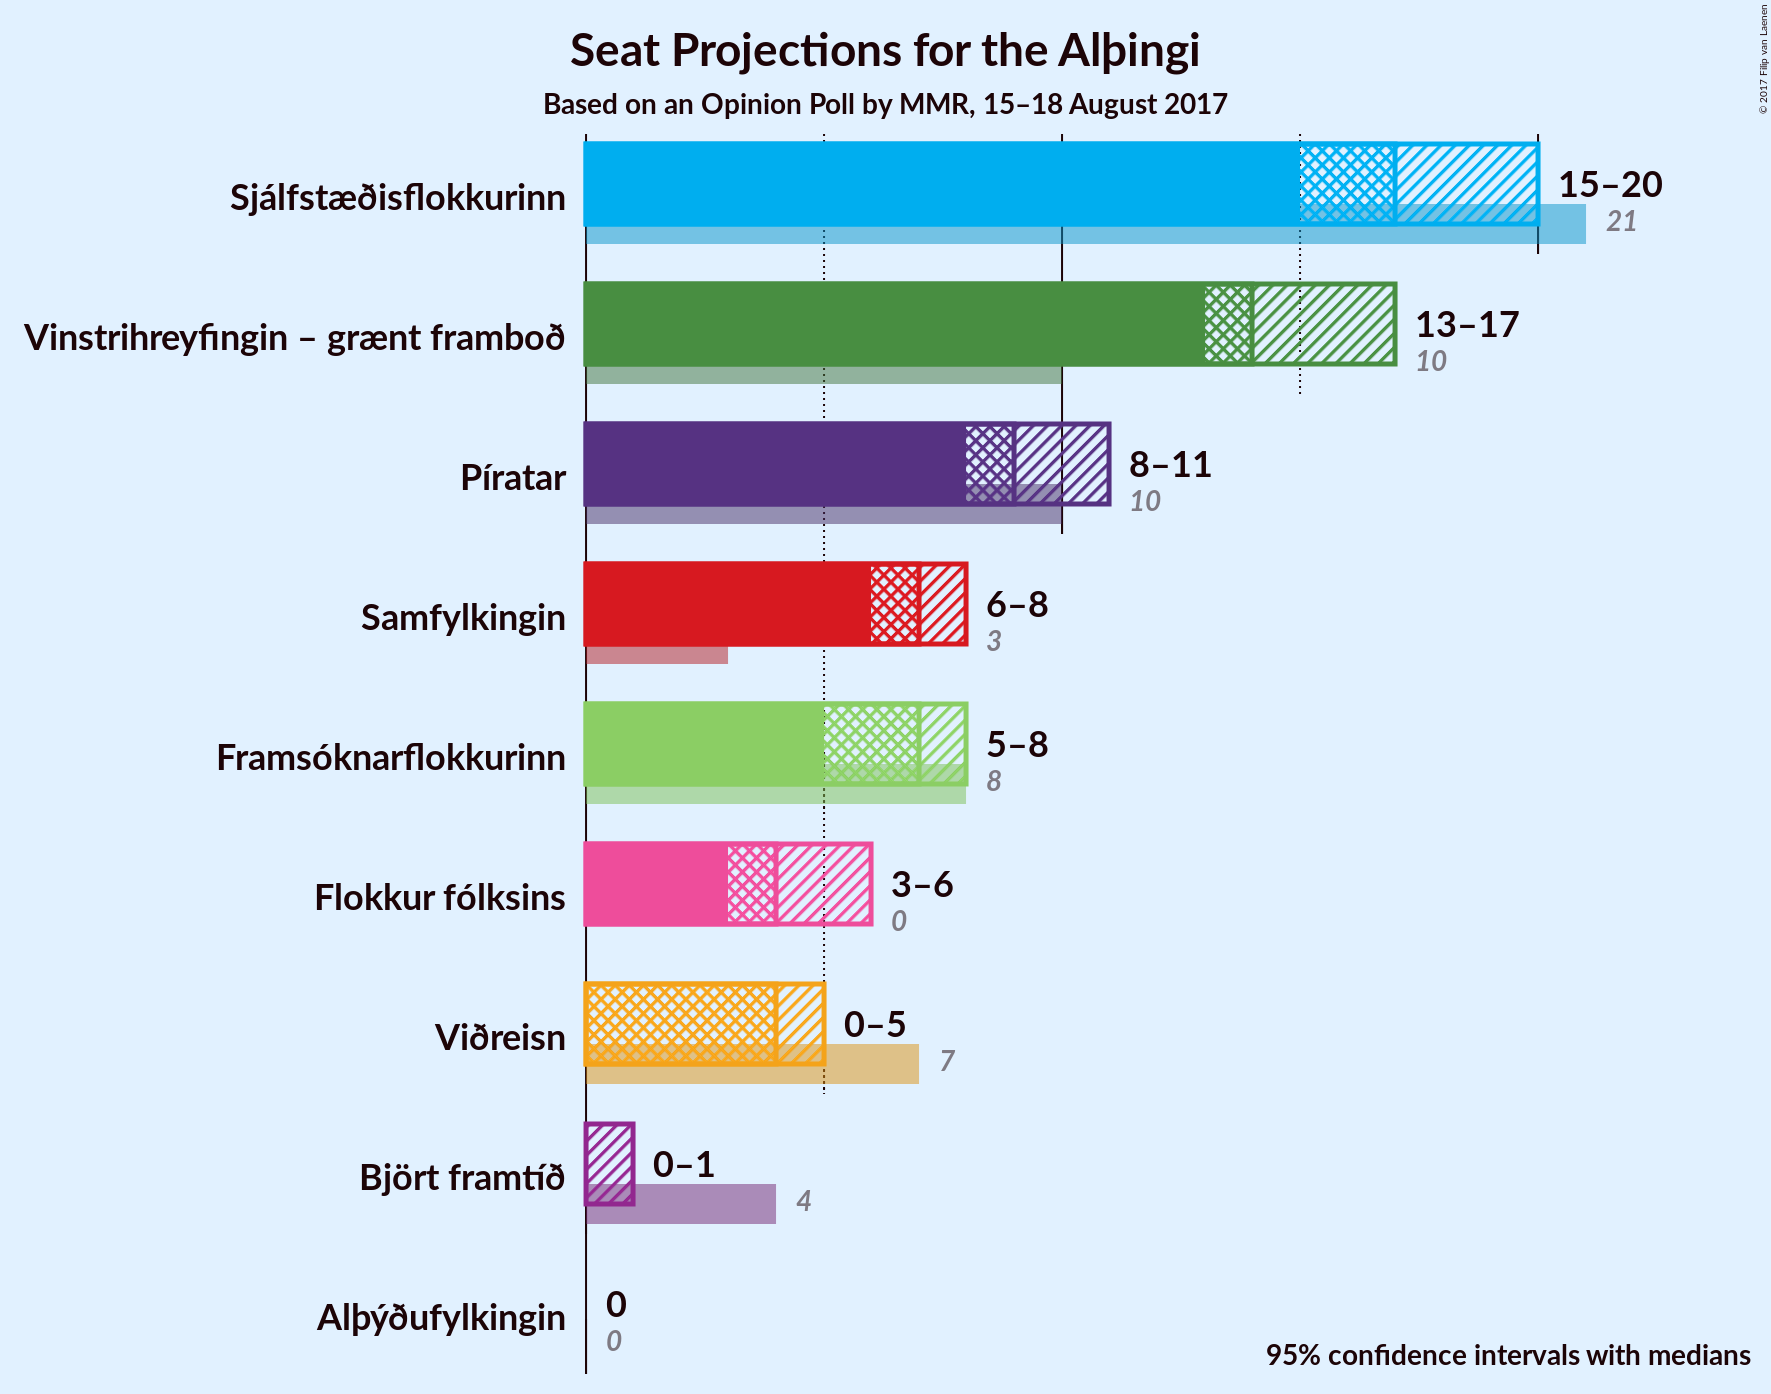 Seat Projections for the Alþingi
Based on an Opinion Poll by MMR, 15–18 August 2017
© 2017 Filip van Laenen
Sjálfstæðisflokkurinn
15–20
21
Vinstrihreyfingin – grænt framboð
13–17
10
Píratar
8–11
10
Samfylkingin
6–8
3
Framsóknarflokkurinn
5–8
8
Flokkur fólksins
3–6
0
Viðreisn
0–5
7
Björt framtíð
0–1
4
Alþýðufylkingin
0
0
95% confidence intervals with medians